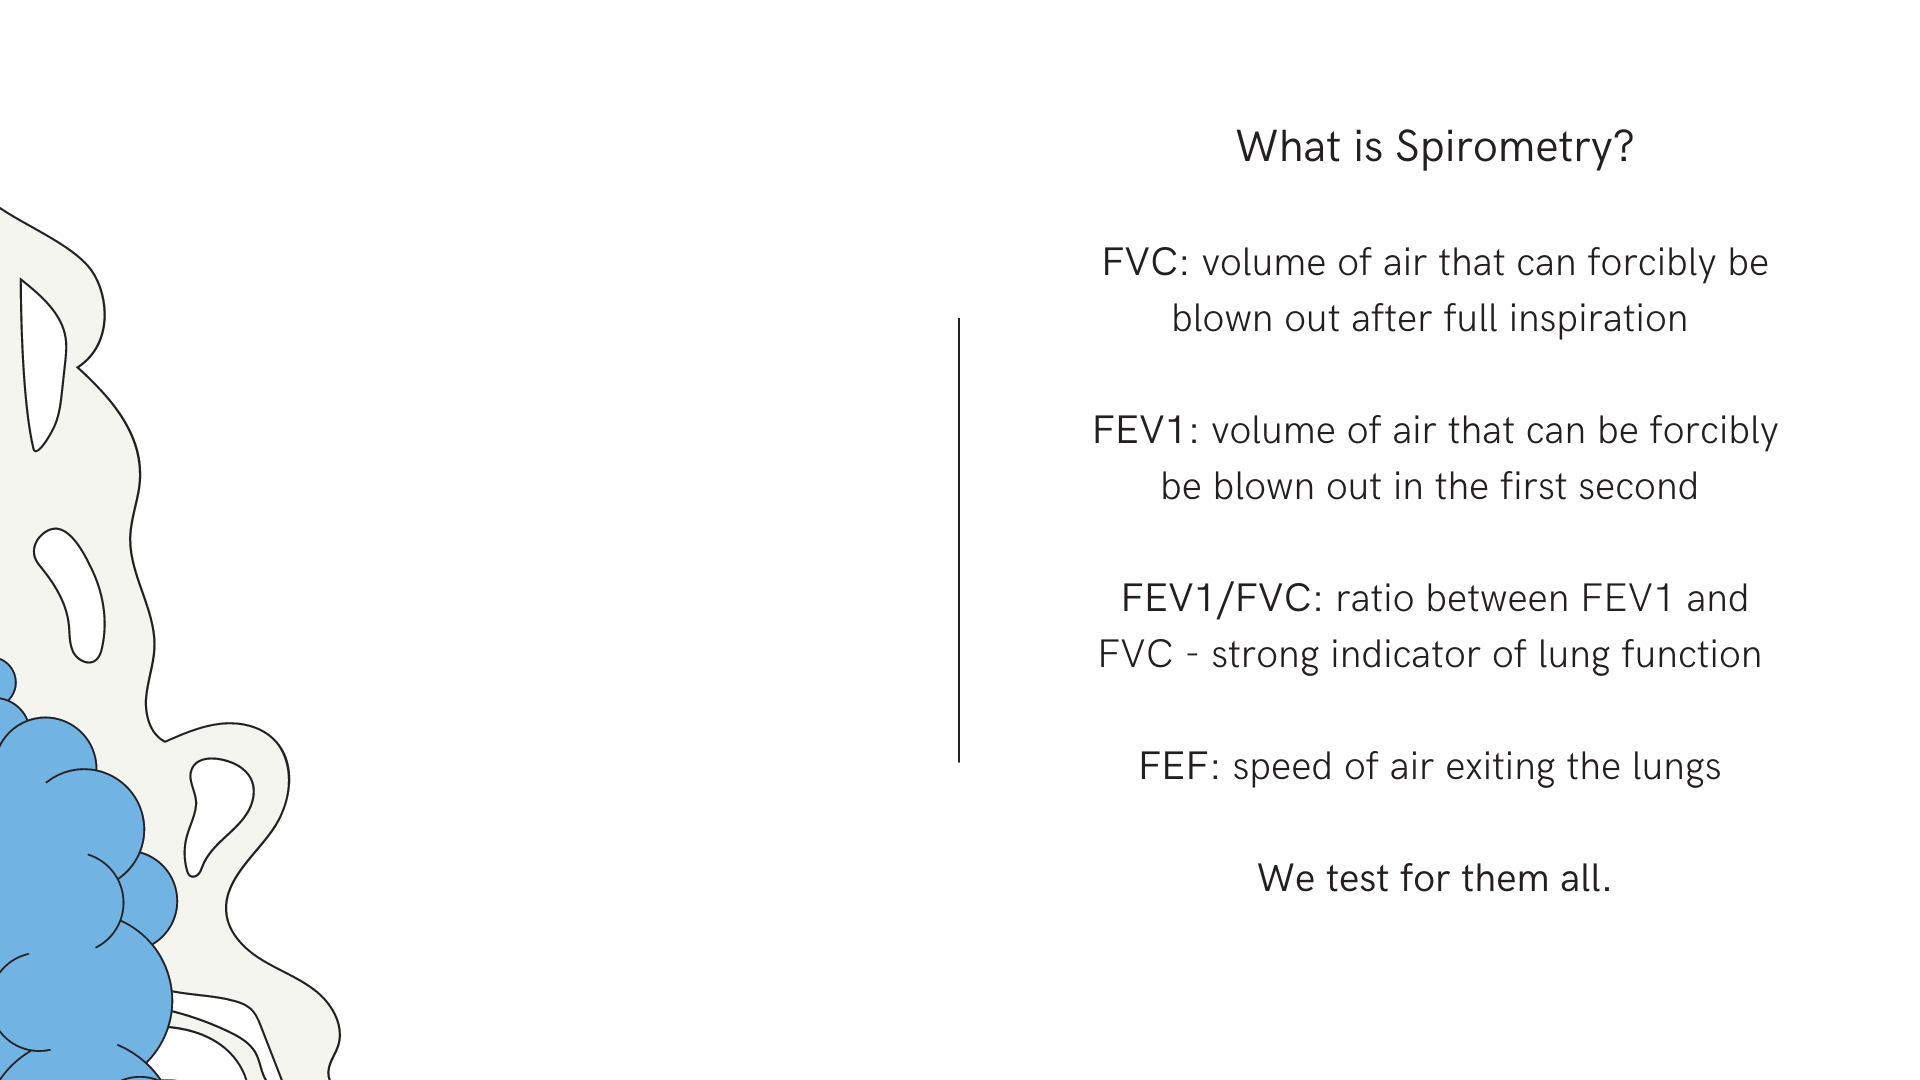 What is Spirometry?
FVC: volume of air that can forcibly be
blown out after full inspiration
FEV1: volume of air that can be forcibly
be blown out in the first second
FEV1/FVC: ratio between FEV1 and
FVC - strong indicator of lung function
FEF: speed of air exiting the lungs
We test for them all.